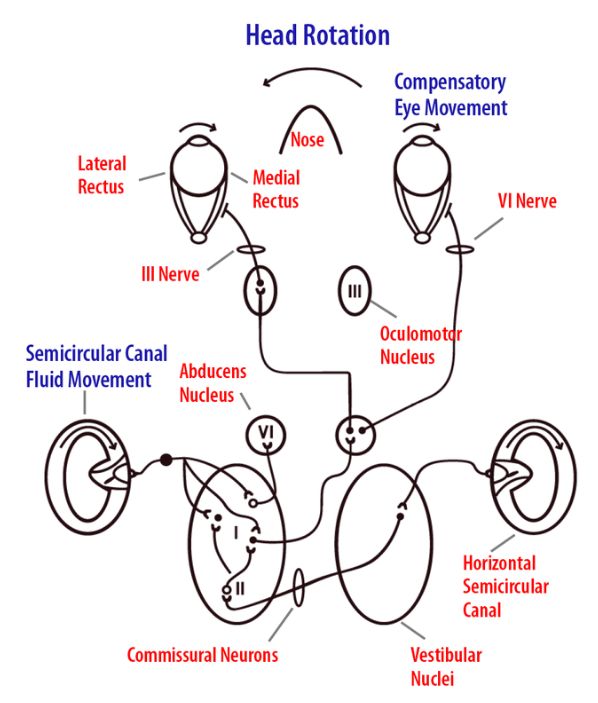 Head Rotation
Compensatory
Eye Movement
Nose
Lateral
Rectus
Medial
Rectus
VI Nerve
III Nerve
III
Oculomotor
Nucleus
Semicircular Canal
Fluid Movement
Abducens
Nucleus
VI
I
II
Horizontal
Semicircular
Canal
Commissural Neurons
Vestibular
Nuclei